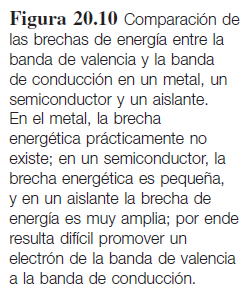 Figura 20.10 Comparación de
las brechas de energía entre la
banda de valencia y la banda
de conducción en un metal, un
semiconductor y un aislante.
En el metal, la brecha
energética prácticamente no
existe; en un semiconductor, la
brecha energética es pequeña,
y en un aislante la brecha de
energía es muy amplia; por ende
resulta difícil promover un
electrón de la banda de valencia
a la banda de conducción.